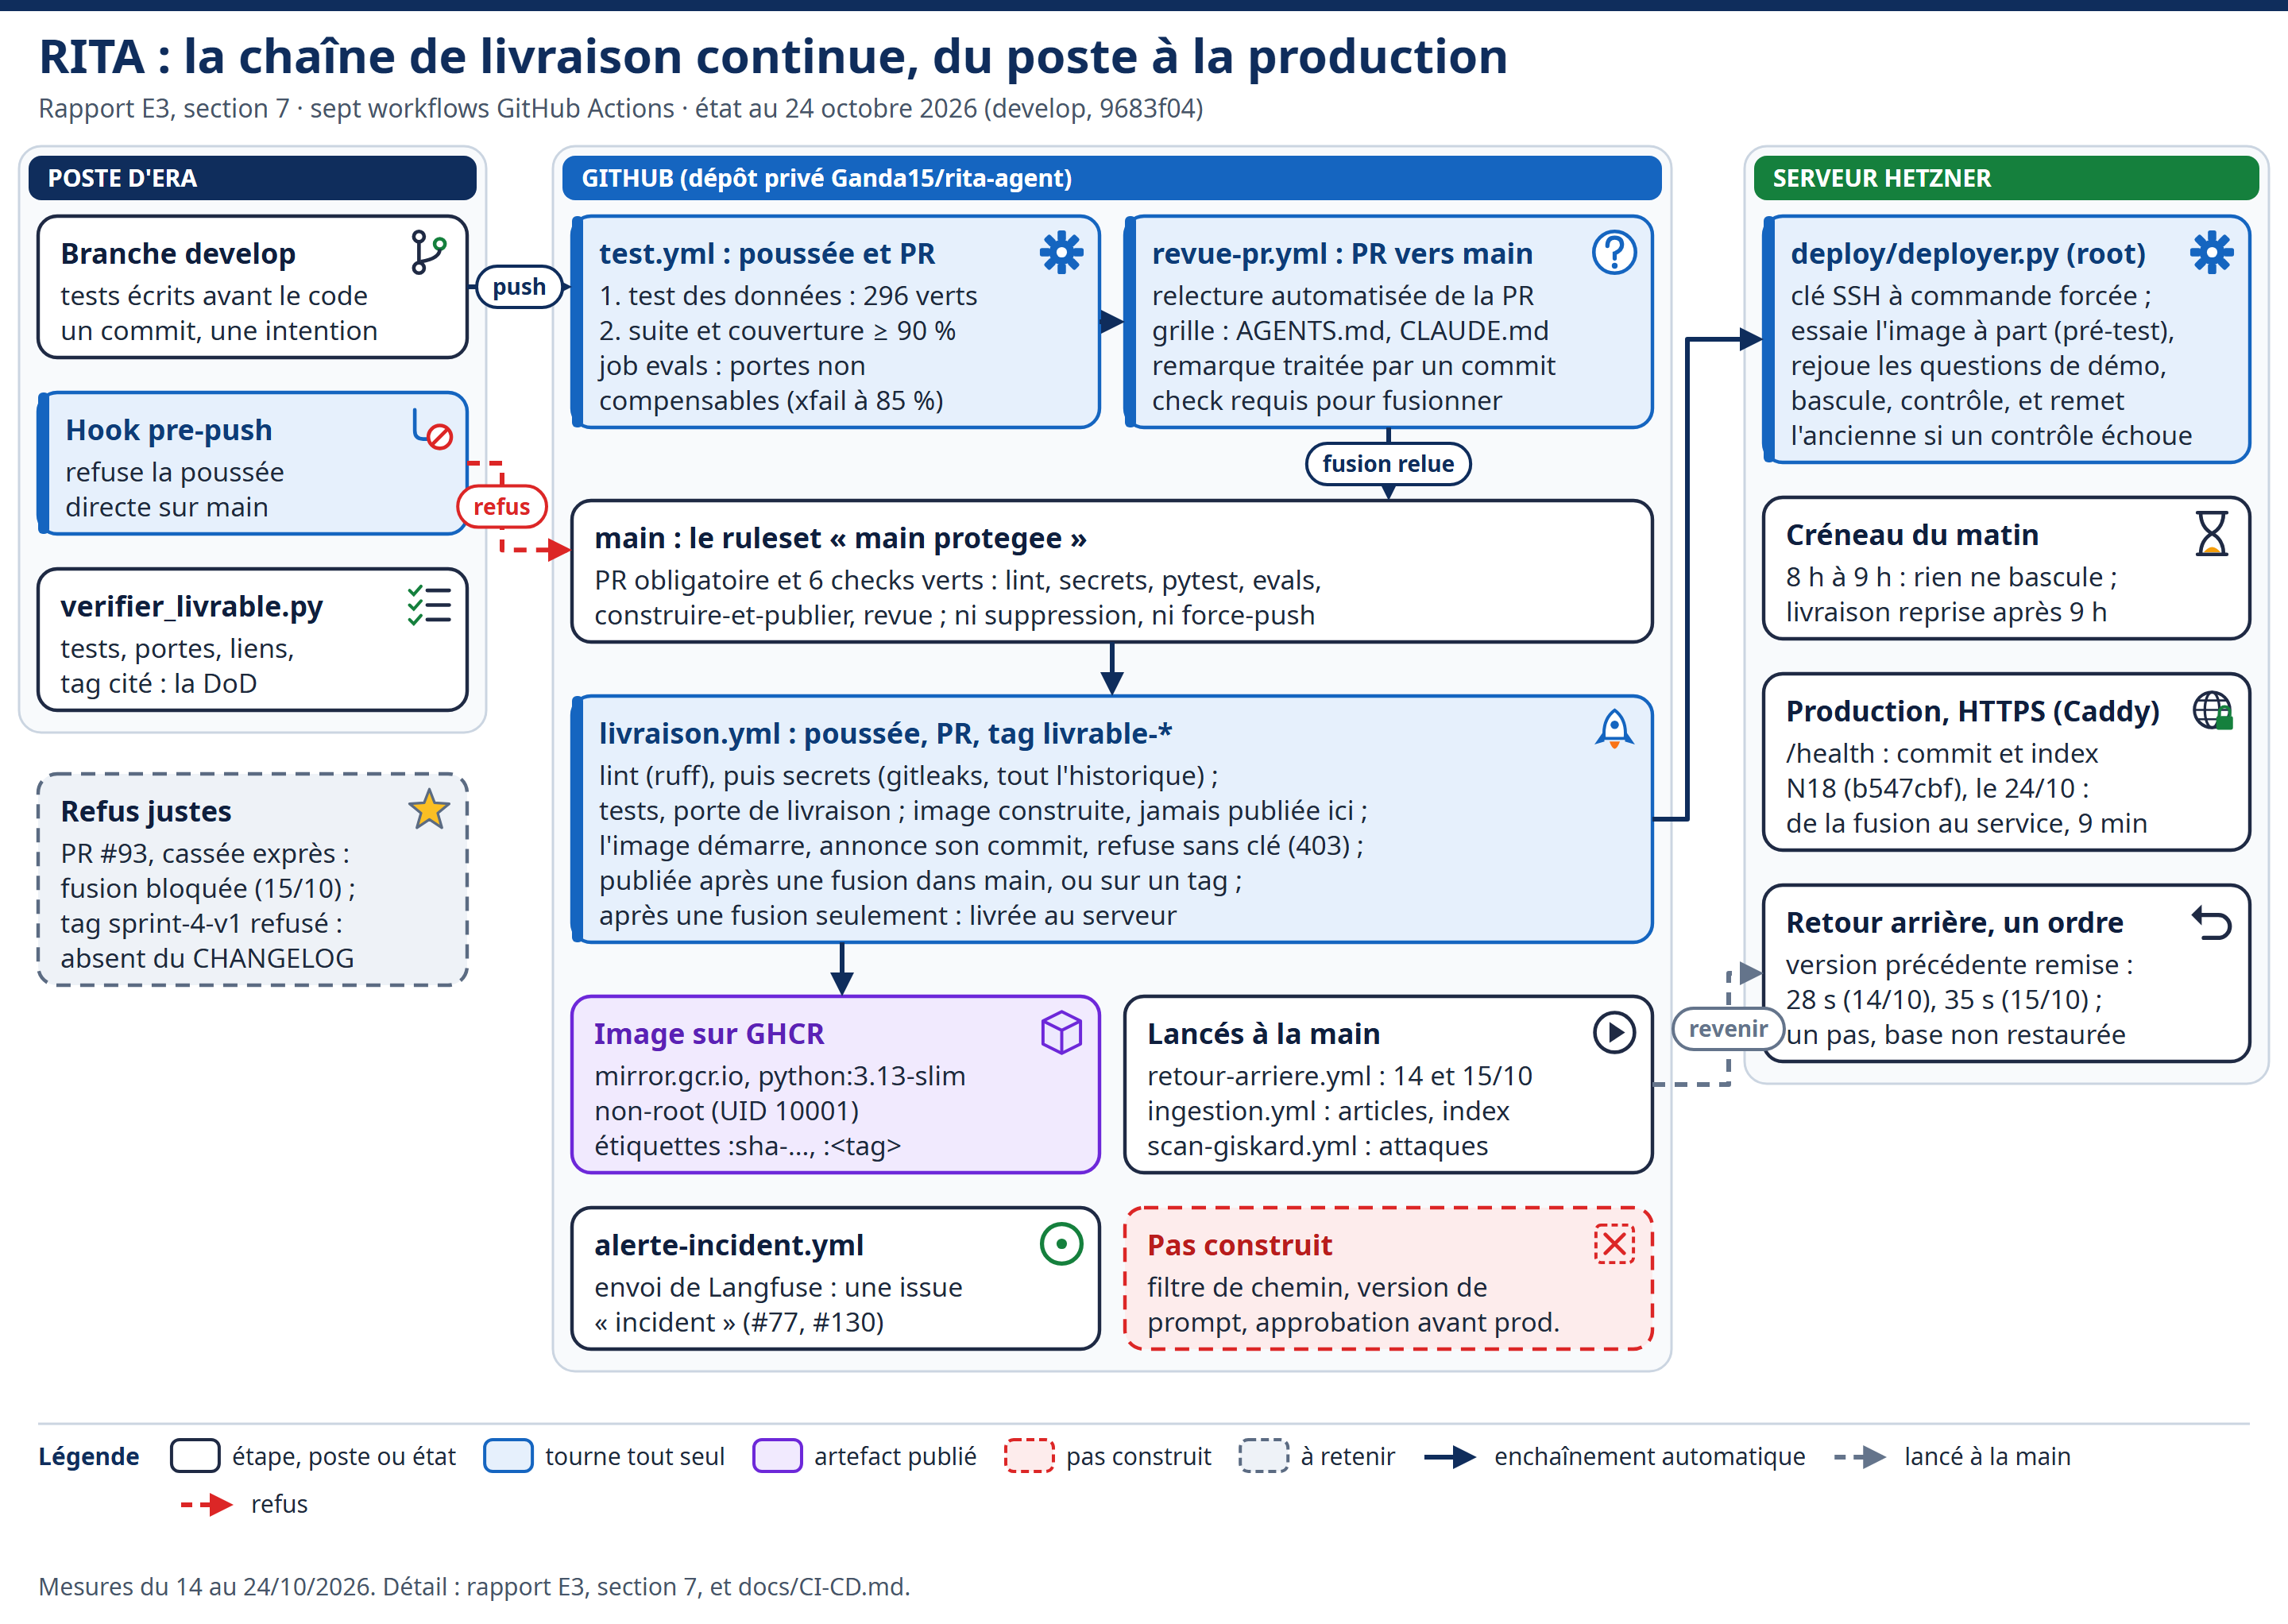 RITA : la chaîne de livraison continue, du poste à la production
Rapport E3, section 7 · sept workflows GitHub Actions · état au 24 octobre 2026 (develop, 9683f04)
POSTE D'ERA
Branche develop
tests écrits avant le code
un commit, une intention
push
Hook pre-push
refuse la poussée
directe sur main
refus
verifier_livrable.py
tests, portes, liens,
tag cité : la DoD
Refus justes
PR #93, cassée exprès :
fusion bloquée (15/10) ;
tag sprint-4-v1 refusé :
absent du CHANGELOG
GITHUB (dépôt privé Ganda15/rita-agent)
test.yml : poussée et PR
1. test des données : 296 verts
2. suite et couverture ≥ 90 %
job evals : portes non
compensables (xfail à 85 %)
revue-pr.yml : PR vers main
relecture automatisée de la PR
grille : AGENTS.md, CLAUDE.md
remarque traitée par un commit
check requis pour fusionner
fusion relue
main : le ruleset « main protegee »
PR obligatoire et 6 checks verts : lint, secrets, pytest, evals,
construire-et-publier, revue ; ni suppression, ni force-push
livraison.yml : poussée, PR, tag livrable-*
lint (ruff), puis secrets (gitleaks, tout l'historique) ;
tests, porte de livraison ; image construite, jamais publiée ici ;
l'image démarre, annonce son commit, refuse sans clé (403) ;
publiée après une fusion dans main, ou sur un tag ;
après une fusion seulement : livrée au serveur
Image sur GHCR
mirror.gcr.io, python:3.13-slim
non-root (UID 10001)
étiquettes :sha-…, :<tag>
Lancés à la main
retour-arriere.yml : 14 et 15/10
ingestion.yml : articles, index
scan-giskard.yml : attaques
alerte-incident.yml
envoi de Langfuse : une issue
« incident » (#77, #130)
Pas construit
filtre de chemin, version de
prompt, approbation avant prod.
SERVEUR HETZNER
deploy/deployer.py (root)
clé SSH à commande forcée ;
essaie l'image à part (pré-test),
rejoue les questions de démo,
bascule, contrôle, et remet
l'ancienne si un contrôle échoue
Créneau du matin
8 h à 9 h : rien ne bascule ;
livraison reprise après 9 h
Production, HTTPS (Caddy)
/health : commit et index
N18 (b547cbf), le 24/10 :
de la fusion au service, 9 min
Retour arrière, un ordre
version précédente remise :
28 s (14/10), 35 s (15/10) ;
un pas, base non restaurée
revenir
Légende
étape, poste ou état
tourne tout seul
artefact publié
pas construit
à retenir
enchaînement automatique
lancé à la main
refus
Mesures du 14 au 24/10/2026. Détail : rapport E3, section 7, et docs/CI-CD.md.